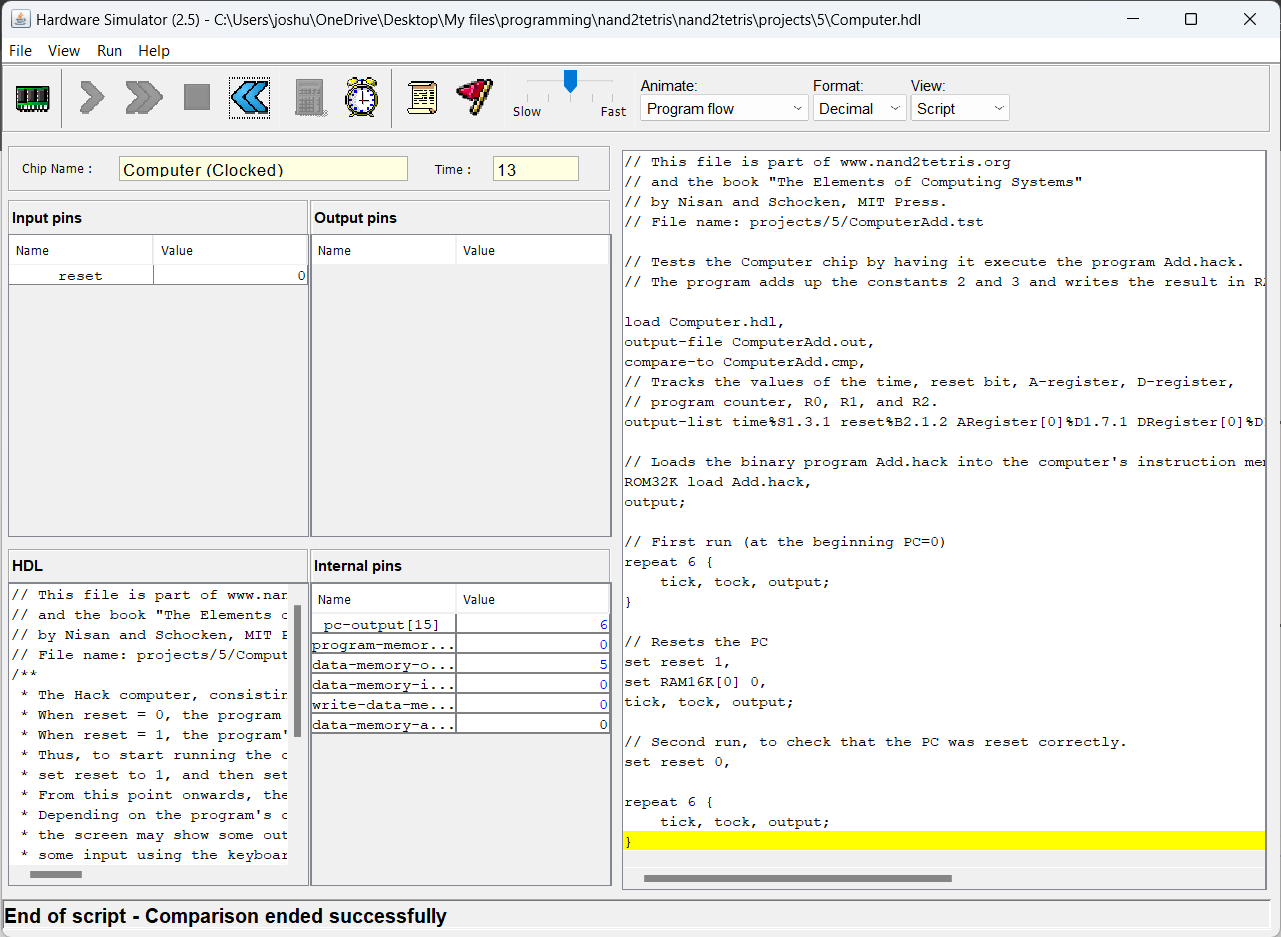 Hardware Simulator (2.5) - C:\Users\joshu\OneDrive\Desktop\My files\programming\nand2tetris\nand2tetris\projects\5\Computer.hdl
File View Run Help
Slow Fast
Animate:
Program flow
Format:
Decimal
View:
Script
Chip Name : Computer (Clocked) Time : 13
Input pins
Name Value
reset 0
Output pins
Name Value
HDL
// This file is part of www.nan
// and the book "The Elements o
// by Nisan and Schocken, MIT P
// File name: projects/5/Comput
/**
* The Hack computer, consistin
* When reset = 0, the program
* When reset = 1, the program'
* Thus, to start running the c
* set reset to 1, and then set
* From this point onwards, the
* Depending on the program's c
* the screen may show some out
* some input using the keyboar
Internal pins
Name Value
pc-output[15] 6
program-memor... 0
data-memory-o... 5
data-memory-i... 0
write-data-me... 0
data-memory-a... 0
// This file is part of www.nand2tetris.org
// and the book "The Elements of Computing Systems"
// by Nisan and Schocken, MIT Press.
// File name: projects/5/ComputerAdd.tst
// Tests the Computer chip by having it execute the program Add.hack.
// The program adds up the constants 2 and 3 and writes the result in RA
load Computer.hdl,
output-file ComputerAdd.out,
compare-to ComputerAdd.cmp,
// Tracks the values of the time, reset bit, A-register, D-register,
// program counter, R0, R1, and R2.
output-list time%S1.3.1 reset%B2.1.2 ARegister[0]%D1.7.1 DRegister[0]%D
// Loads the binary program Add.hack into the computer's instruction mem
ROM32K load Add.hack,
output;
// First run (at the beginning PC=0)
repeat 6 {
tick, tock, output;
}
// Resets the PC
set reset 1,
set RAM16K[0] 0,
tick, tock, output;
// Second run, to check that the PC was reset correctly.
set reset 0,
repeat 6 {
tick, tock, output;
}
End of script - Comparison ended successfully